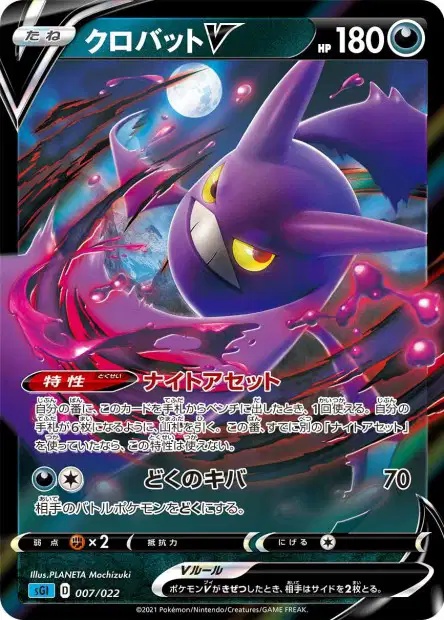 たね クロバットV HP 180
特性 とくせい ナイトアセット
自分の番に、このカードを手札からベンチに出したとき、1回使える。自分の
手札が6枚になるように、山札を引く。この番、すでに別の「ナイトアセット」
を使っていたなら、この特性は使えない。
どくのキバ 70
相手のバトルポケモンをどくにする。
弱点 ×2 抵抗力 にげる
Illus.PLANETA Mochizuki
Vルール
ポケモンVがきぜつしたとき、相手はサイドを2枚とる。
sGI D 007/022
©2021 Pokémon/Nintendo/Creatures/GAME FREAK.